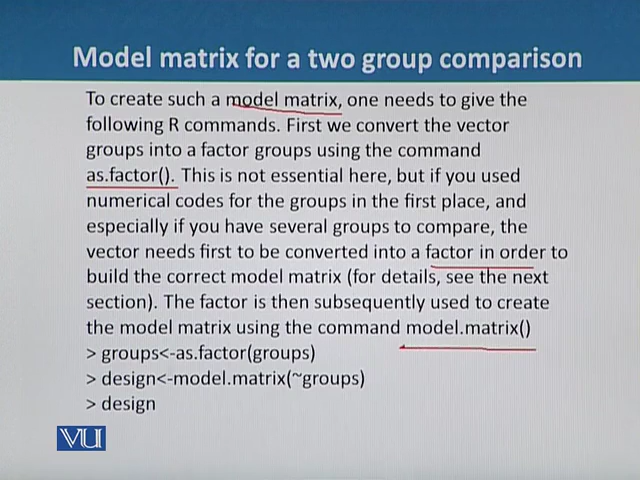 Model matrix for a two group comparison
To create such a model matrix, one needs to give the
following R commands. First we convert the vector
groups into a factor groups using the command
as.factor(). This is not essential here, but if you used
numerical codes for the groups in the first place, and
especially if you have several groups to compare, the
vector needs first to be converted into a factor in order to
build the correct model matrix (for details, see the next
section). The factor is then subsequently used to create
the model matrix using the command model.matrix()
> groups<-as.factor(groups)
> design<-model.matrix(~groups)
> design
VU